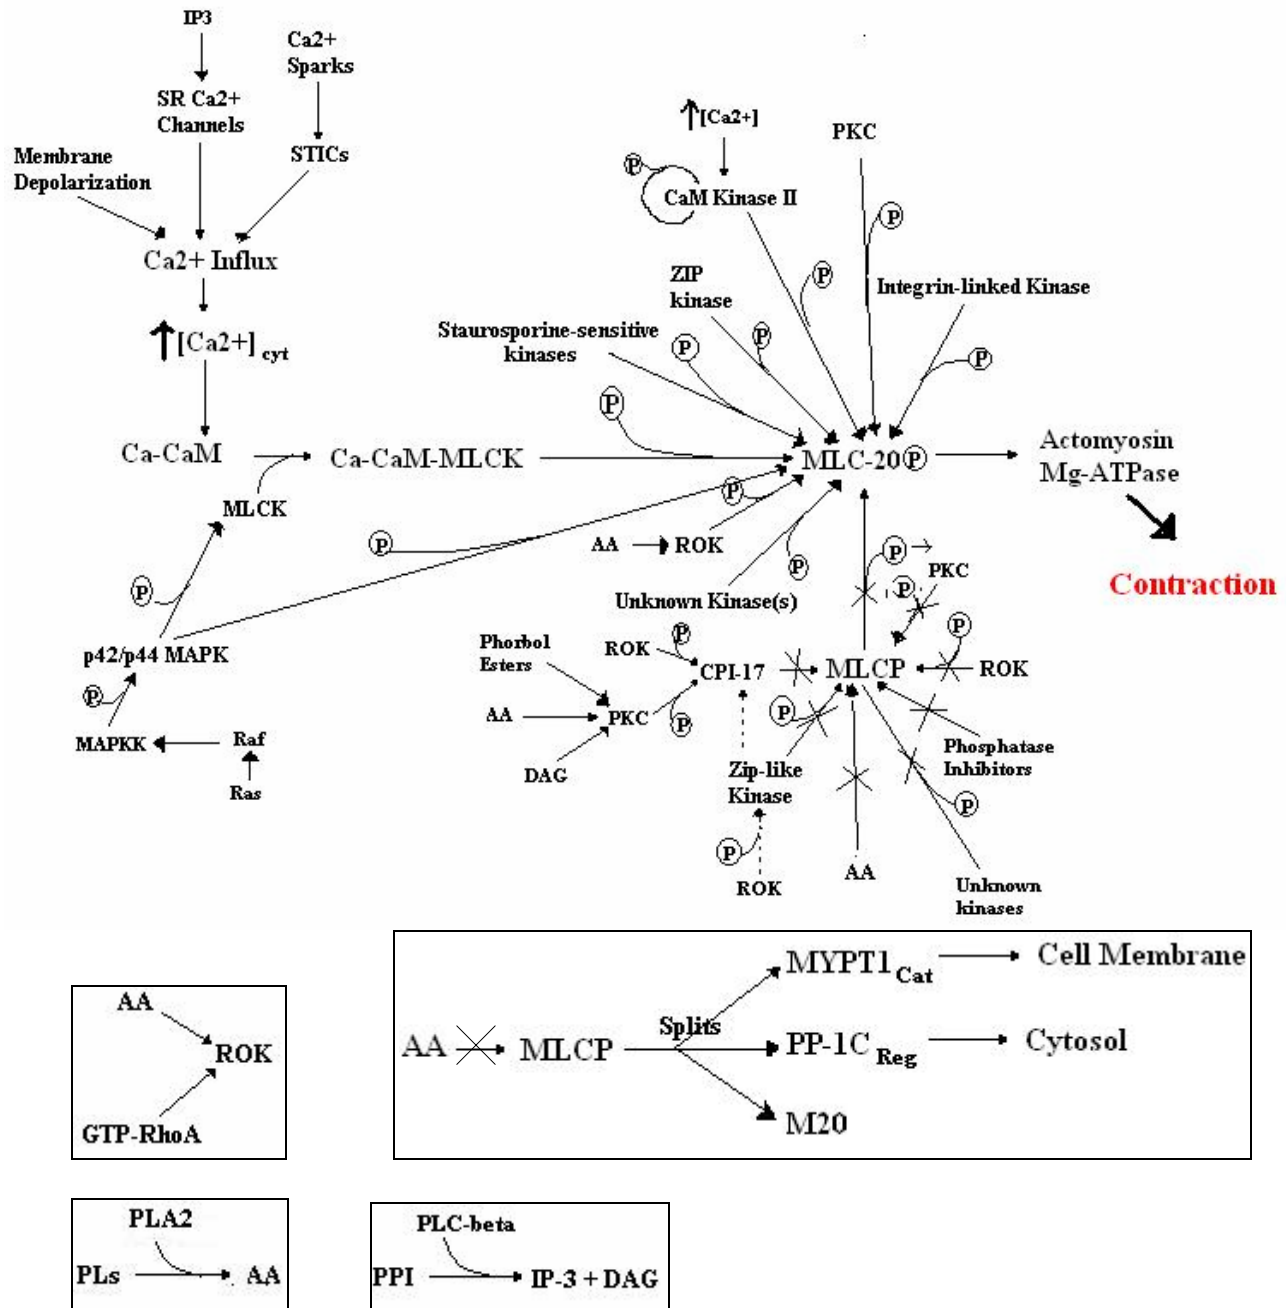 IP3
Ca2+
Sparks
SR Ca2+
Channels
STICs
Membrane
Depolarization
Ca2+ Influx
↑[Ca2+] cyt
Ca-CaM
Ca-CaM-MLCK
MLCK
P
P
p42/p44 MAPK
P
MAPKK
Raf
Ras
↑[Ca2+]
PKC
P
CaM Kinase II
P
ZIP
kinase
P
Integrin-linked Kinase
Staurosporine-sensitive
kinases
P
P
P
P
MLC-20 P
Actomyosin
Mg-ATPase
Contraction
P
AA
ROK
P
Unknown Kinase(s)
P
PKC
P
Phorbol
Esters
ROK
P
CPI-17
MLCP
P
ROK
AA
PKC
P
P
DAG
Zip-like
Kinase
Phosphatase
Inhibitors
P
P
ROK
AA
Unknown
kinases
AA
ROK
GTP-RhoA
AA
MLCP
Splits
MYPT1 Cat
Cell Membrane
PP-1C Reg
Cytosol
M20
PLA2
PLs
AA
PLC-beta
PPI
IP-3 + DAG